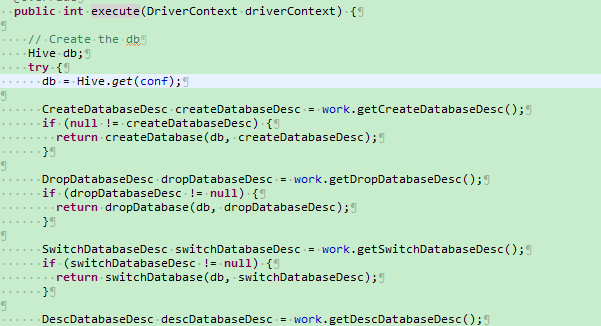 public int execute(DriverContext driverContext) {
// Create the db
Hive db;
try {
db = Hive.get(conf);
CreateDatabaseDesc createDatabaseDesc = work.getCreateDatabaseDesc();
if (null != createDatabaseDesc) {
return createDatabase(db, createDatabaseDesc);
}
DropDatabaseDesc dropDatabaseDesc = work.getDropDatabaseDesc();
if (dropDatabaseDesc != null) {
return dropDatabase(db, dropDatabaseDesc);
}
SwitchDatabaseDesc switchDatabaseDesc = work.getSwitchDatabaseDesc();
if (switchDatabaseDesc != null) {
return switchDatabase(db, switchDatabaseDesc);
}
DescDatabaseDesc descDatabaseDesc = work.getDescDatabaseDesc();